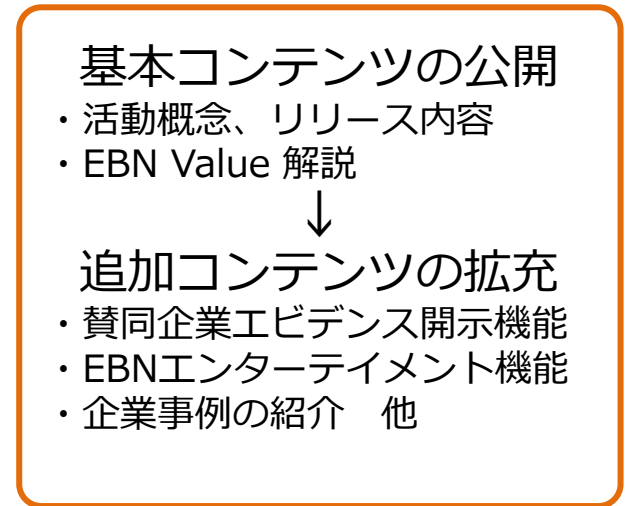 基本コンテンツの公開
・活動概念、リリース内容
・EBN Value 解説
↓
追加コンテンツの拡充
・賛同企業エビデンス開示機能
・EBNエンターテイメント機能
・企業事例の紹介　他